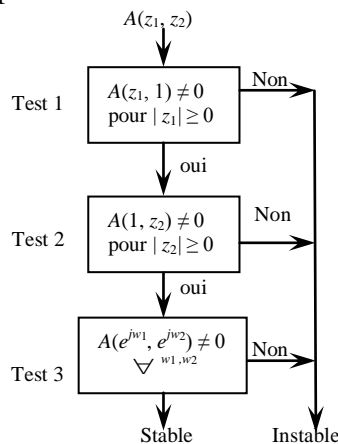 A(z₁, z₂)
Test 1
A(z₁, 1) ≠ 0
pour | z₁| ≥ 0
Non
oui
Test 2
A(1, z₂) ≠ 0
pour | z₂| ≥ 0
Non
oui
Test 3
A(e^{jw₁}, e^{jw₂}) ≠ 0
∀ w1 ,w2
Non
Stable
Instable